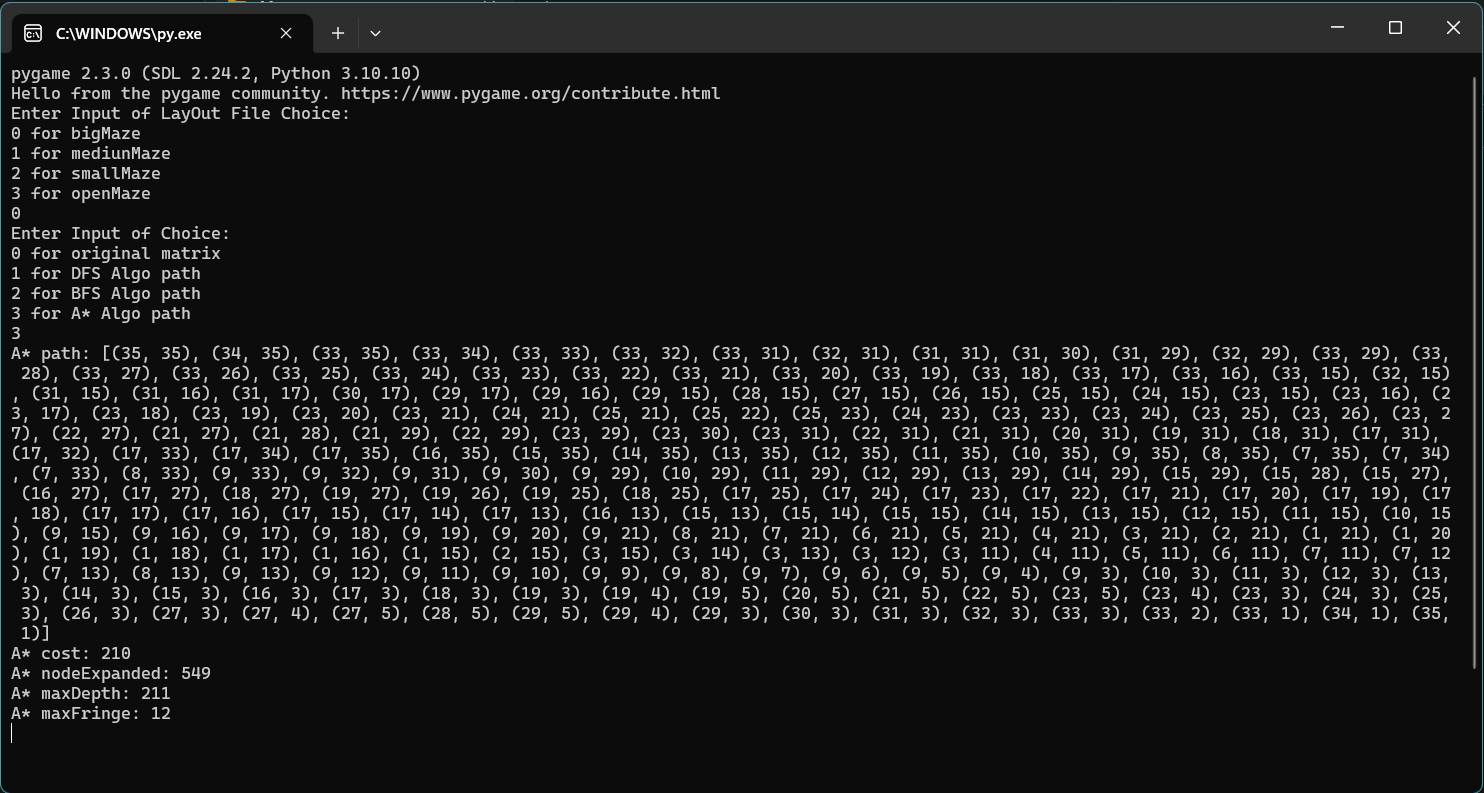 C:\WINDOWS\py.exe
pygame 2.3.0 (SDL 2.24.2, Python 3.10.10)
Hello from the pygame community. https://www.pygame.org/contribute.html
Enter Input of LayOut File Choice:
0 for bigMaze
1 for mediunMaze
2 for smallMaze
3 for openMaze
0
Enter Input of Choice:
0 for original matrix
1 for DFS Algo path
2 for BFS Algo path
3 for A* Algo path
3
A* path: [(35, 35), (34, 35), (33, 35), (33, 34), (33, 33), (33, 32), (33, 31), (32, 31), (31, 31), (31, 30), (31, 29), (32, 29), (33, 29), (33,
 28), (33, 27), (33, 26), (33, 25), (33, 24), (33, 23), (33, 22), (33, 21), (33, 20), (33, 19), (33, 18), (33, 17), (33, 16), (33, 15), (32, 15)
, (31, 15), (31, 16), (31, 17), (30, 17), (29, 17), (29, 16), (29, 15), (28, 15), (27, 15), (26, 15), (25, 15), (24, 15), (23, 15), (23, 16), (2
3, 17), (23, 18), (23, 19), (23, 20), (23, 21), (24, 21), (25, 21), (25, 22), (25, 23), (24, 23), (23, 23), (23, 24), (23, 25), (23, 26), (23, 2
7), (22, 27), (21, 27), (21, 28), (21, 29), (22, 29), (23, 29), (23, 30), (23, 31), (22, 31), (21, 31), (20, 31), (19, 31), (18, 31), (17, 31),
(17, 32), (17, 33), (17, 34), (17, 35), (16, 35), (15, 35), (14, 35), (13, 35), (12, 35), (11, 35), (10, 35), (9, 35), (8, 35), (7, 35), (7, 34)
, (7, 33), (8, 33), (9, 33), (9, 32), (9, 31), (9, 30), (9, 29), (10, 29), (11, 29), (12, 29), (13, 29), (14, 29), (15, 29), (15, 28), (15, 27),
 (16, 27), (17, 27), (18, 27), (19, 27), (19, 26), (19, 25), (18, 25), (17, 25), (17, 24), (17, 23), (17, 22), (17, 21), (17, 20), (17, 19), (17
, 18), (17, 17), (17, 16), (17, 15), (17, 14), (17, 13), (16, 13), (15, 13), (15, 14), (15, 15), (14, 15), (13, 15), (12, 15), (11, 15), (10, 15
), (9, 15), (9, 16), (9, 17), (9, 18), (9, 19), (9, 20), (9, 21), (8, 21), (7, 21), (6, 21), (5, 21), (4, 21), (3, 21), (2, 21), (1, 21), (1, 20
), (1, 19), (1, 18), (1, 17), (1, 16), (1, 15), (2, 15), (3, 15), (3, 14), (3, 13), (3, 12), (3, 11), (4, 11), (5, 11), (6, 11), (7, 11), (7, 12
), (7, 13), (8, 13), (9, 13), (9, 12), (9, 11), (9, 10), (9, 9), (9, 8), (9, 7), (9, 6), (9, 5), (9, 4), (9, 3), (10, 3), (11, 3), (12, 3), (13,
 3), (14, 3), (15, 3), (16, 3), (17, 3), (18, 3), (19, 3), (19, 4), (19, 5), (20, 5), (21, 5), (22, 5), (23, 5), (23, 4), (23, 3), (24, 3), (25,
 3), (26, 3), (27, 3), (27, 4), (27, 5), (28, 5), (29, 5), (29, 4), (29, 3), (30, 3), (31, 3), (32, 3), (33, 3), (33, 2), (33, 1), (34, 1), (35,
 1)]
A* cost: 210
A* nodeExpanded: 549
A* maxDepth: 211
A* maxFringe: 12